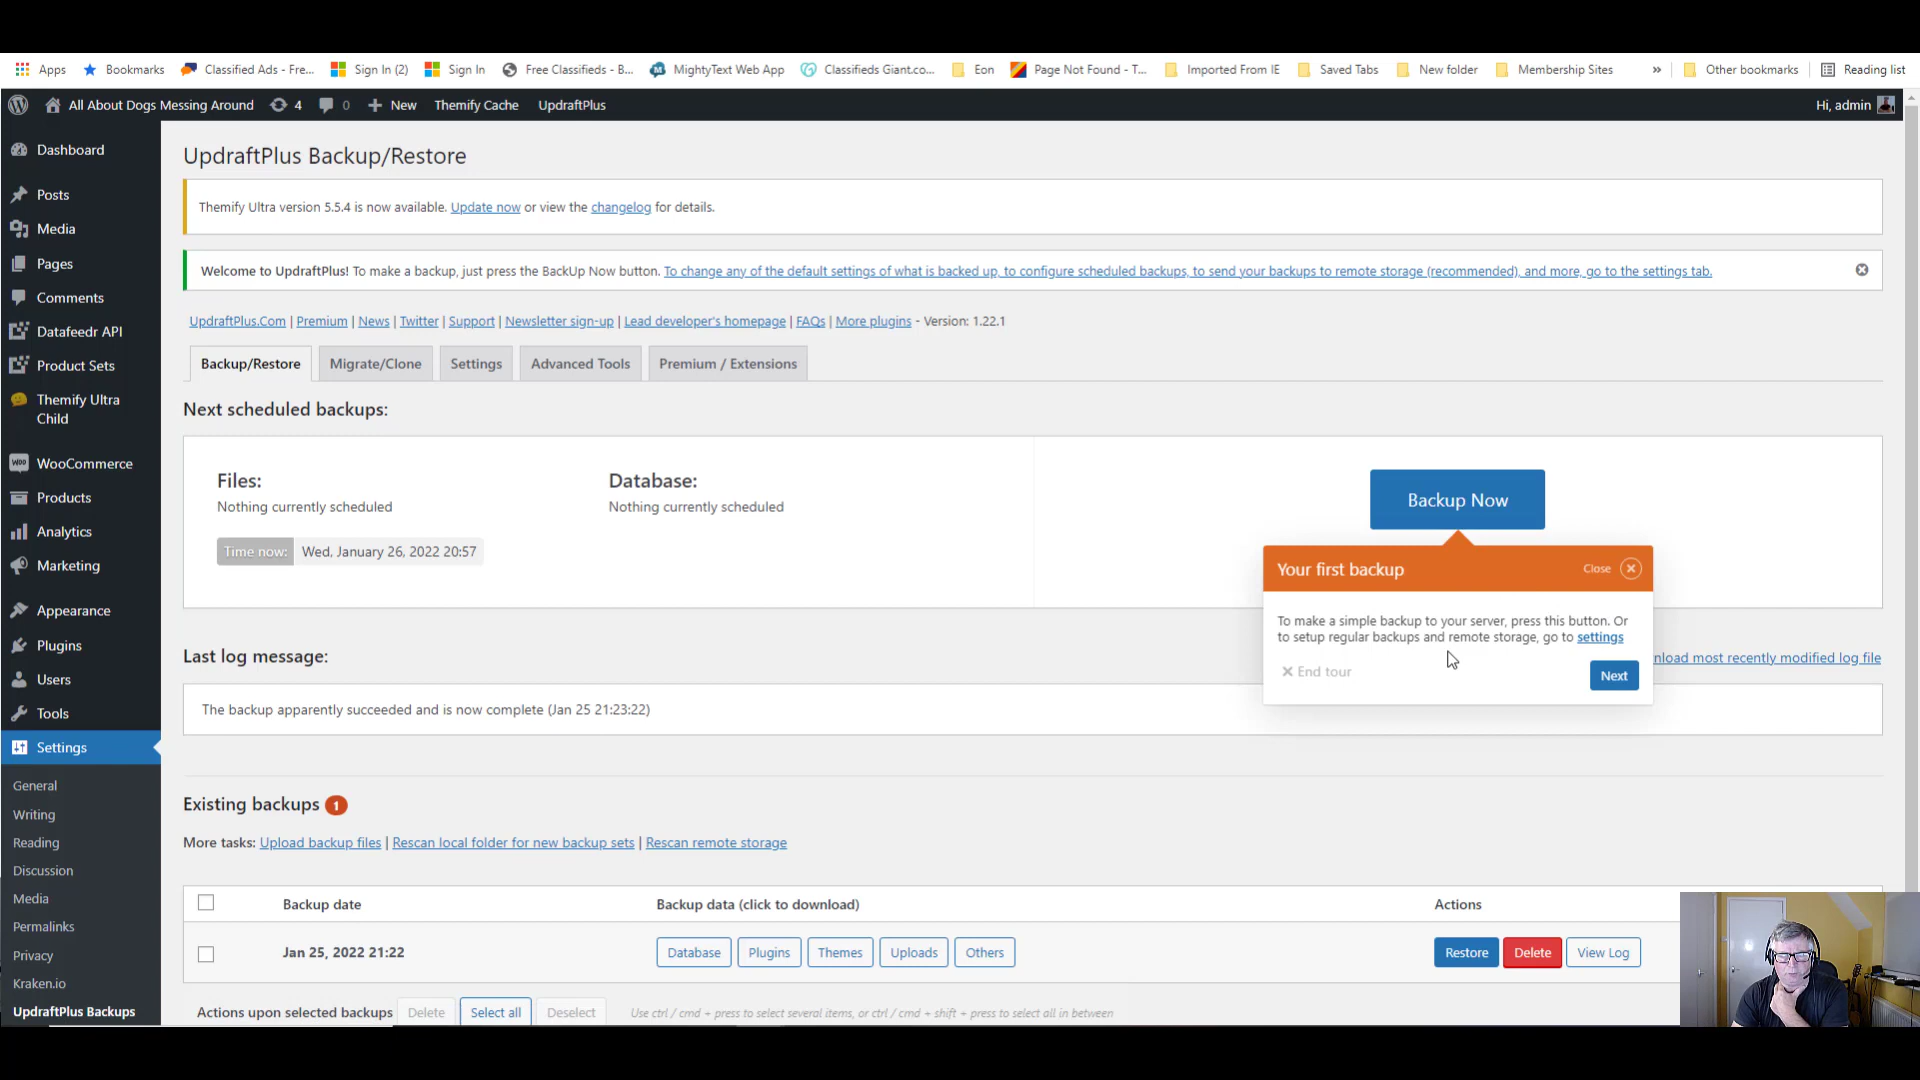 Apps Bookmarks Classified Ads - Fre... Sign In (2) Sign In Free Classifieds - B... MightyText Web App Classifieds Giant.co... Eon Page Not Found - T... Imported From IE Saved Tabs New folder Membership Sites » Other bookmarks Reading list
All About Dogs Messing Around 4 0 + New Themify Cache UpdraftPlus Hi, admin
Dashboard
Posts
Media
Pages
Comments
Datafeedr API
Product Sets
Themify Ultra
Child
WooCommerce
Products
Analytics
Marketing
Appearance
Plugins
Users
Tools
Settings
General
Writing
Reading
Discussion
Media
Permalinks
Privacy
Kraken.io
UpdraftPlus Backups
UpdraftPlus Backup/Restore
Themify Ultra version 5.5.4 is now available. Update now or view the changelog for details.
Welcome to UpdraftPlus! To make a backup, just press the BackUp Now button. To change any of the default settings of what is backed up, to configure scheduled backups, to send your backups to remote storage (recommended), and more, go to the settings tab.
UpdraftPlus.Com | Premium | News | Twitter | Support | Newsletter sign-up | Lead developer's homepage | FAQs | More plugins - Version: 1.22.1
Backup/Restore Migrate/Clone Settings Advanced Tools Premium / Extensions
Next scheduled backups:
Files:
Nothing currently scheduled
Database:
Nothing currently scheduled
Time now: Wed, January 26, 2022 20:57
Backup Now
Your first backup Close
To make a simple backup to your server, press this button. Or
to setup regular backups and remote storage, go to settings
End tour Next
Last log message:
nload most recently modified log file
The backup apparently succeeded and is now complete (Jan 25 21:23:22)
Existing backups 1
More tasks: Upload backup files | Rescan local folder for new backup sets | Rescan remote storage
Backup date Backup data (click to download) Actions
Jan 25, 2022 21:22 Database Plugins Themes Uploads Others Restore Delete View Log
Actions upon selected backups Delete Select all Deselect Use ctrl / cmd + press to select several items, or ctrl / cmd + shift + press to select all in between